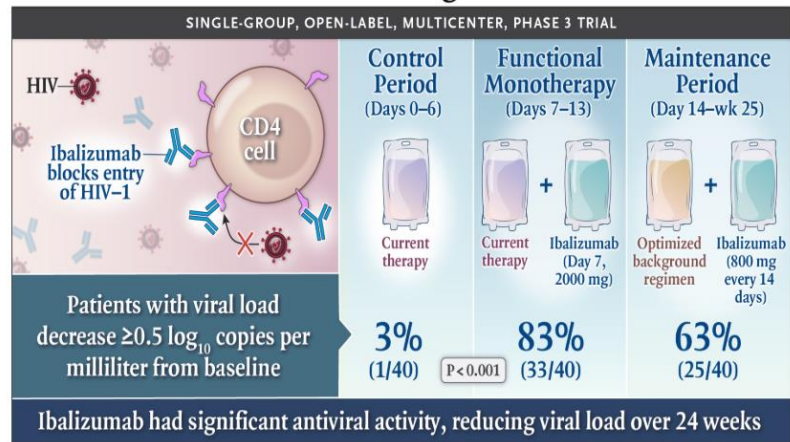 SINGLE-GROUP, OPEN-LABEL, MULTICENTER, PHASE 3 TRIAL
HIV
CD4
cell
Ibalizumab
blocks entry
of HIV–1
Control
Period
(Days 0–6)
Current
therapy
Functional
Monotherapy
(Days 7–13)
+
Current
therapy
Ibalizumab
(Day 7,
2000 mg)
Maintenance
Period
(Day 14–wk 25)
+
Optimized
background
regimen
Ibalizumab
(800 mg
every 14
days)
Patients with viral load
decrease ≥0.5 log₁₀ copies per
milliliter from baseline
3%
(1/40)
P<0.001
83%
(33/40)
63%
(25/40)
Ibalizumab had significant antiviral activity, reducing viral load over 24 weeks